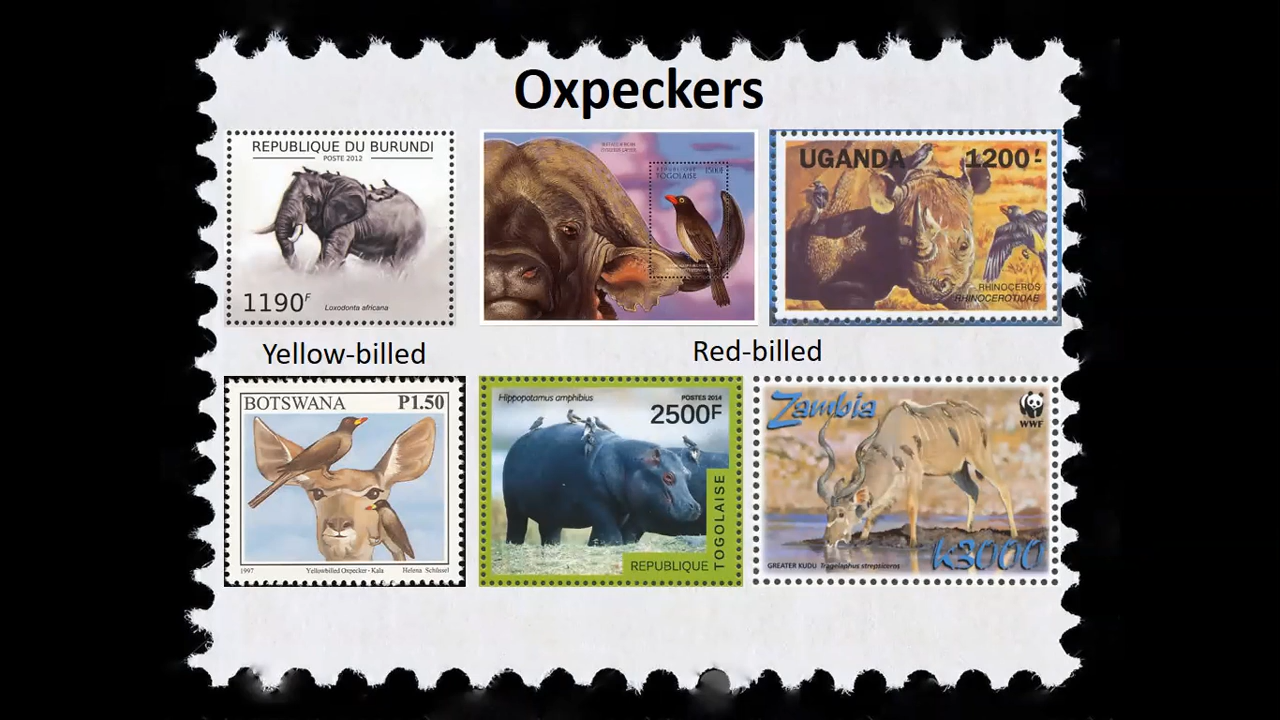 Oxpeckers
REPUBLIQUE DU BURUNDI
POSTE 2012
1190F
Loxodonta africana
TOGOLAISE
1500F
UGANDA 1200/-
RHINOCEROS
RHINOCEROTIDAE
Yellow-billed
Red-billed
BOTSWANA P1.50
1997 Yellowbilled Oxpecker - Kala Helena Schüssel
Hippopotamus amphibius
POSTES 2014
2500F
REPUBLIQUE TOGOLAISE
Zambia
WWF
K3000
GREATER KUDU Tragelaphus strepsiceros